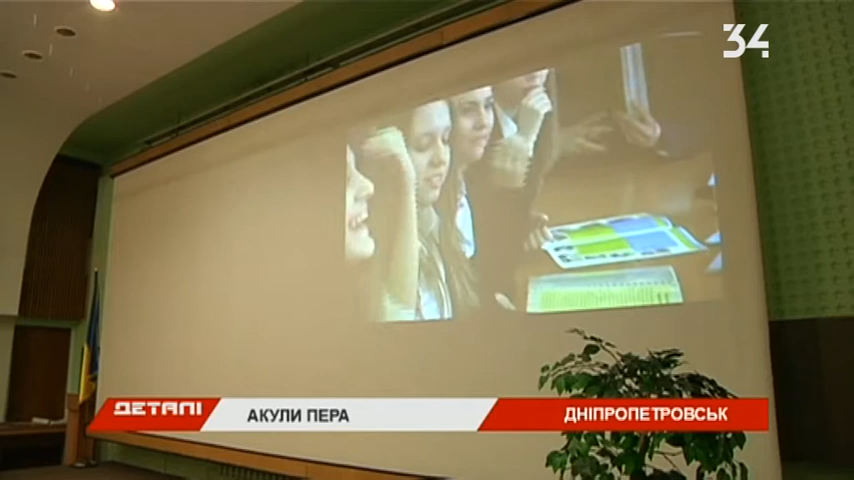 34
ДЕТАЛІ
АКУЛИ ПЕРА
ДНІПРОПЕТРОВСЬК